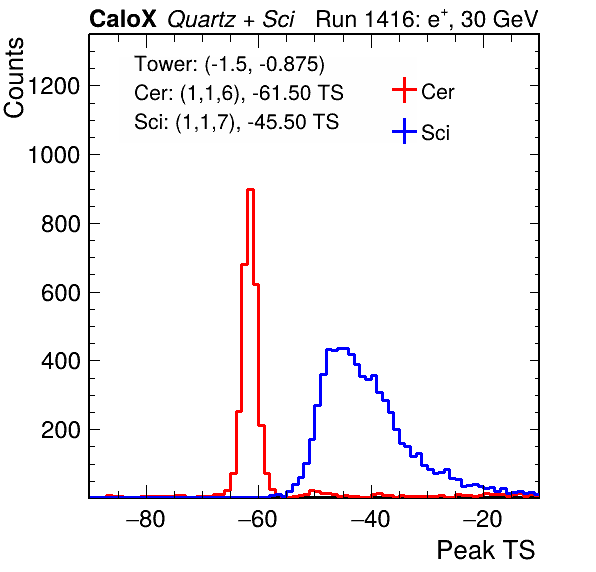 CaloX Quartz + Sci Run 1416: e⁺, 30 GeV
Counts
Tower: (-1.5, -0.875)
Cer: (1,1,6), -61.50 TS
Sci: (1,1,7), -45.50 TS
Cer
Sci
1200
1000
800
600
400
200
−80 −60 −40 −20
Peak TS